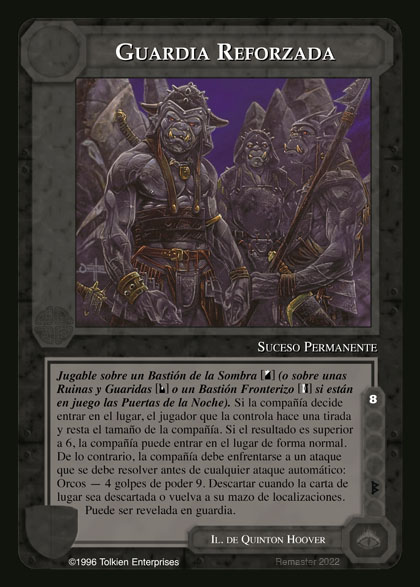 Guardia Reforzada
Suceso Permanente
Jugable sobre un Bastión de la Sombra [] (o sobre unas
Ruinas y Guaridas [] o un Bastión Fronterizo [] si están
en juego las Puertas de la Noche). Si la compañía decide
entrar en el lugar, el jugador que la controla hace una tirada
y resta el tamaño de la compañía. Si el resultado es superior
a 6, la compañía puede entrar en el lugar de forma normal.
De lo contrario, la compañía debe enfrentarse a un ataque
que se debe resolver antes de cualquier ataque automático:
Orcos — 4 golpes de poder 9. Descartar cuando la carta de
lugar sea descartada o vuelva a su mazo de localizaciones.
Puede ser revelada en guardia.
8
Il. de Quinton Hoover
©1996 Tolkien Enterprises
Remaster 2022